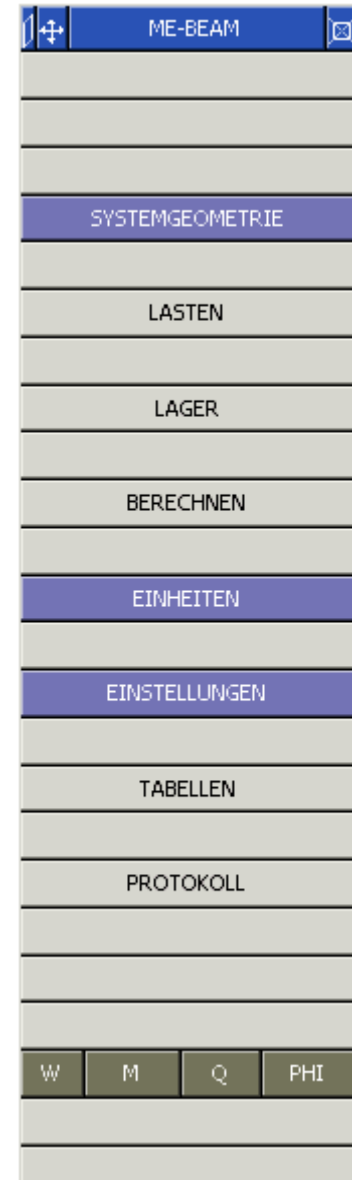 ME-BEAM
SYSTEMGEOMETRIE
LASTEN
LAGER
BERECHNEN
EINHEITEN
EINSTELLUNGEN
TABELLEN
PROTOKOLL
W M Q PHI